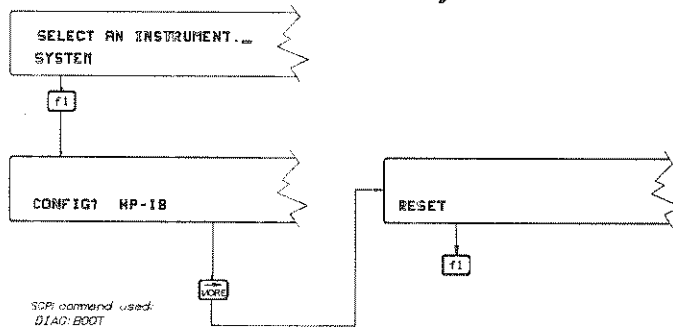 SELECT AN INSTRUMENT._
SYSTEM
f1
CONFIG? HP-IB
RESET
MORE
f1
SCPI command used:
DIAG:BOOT